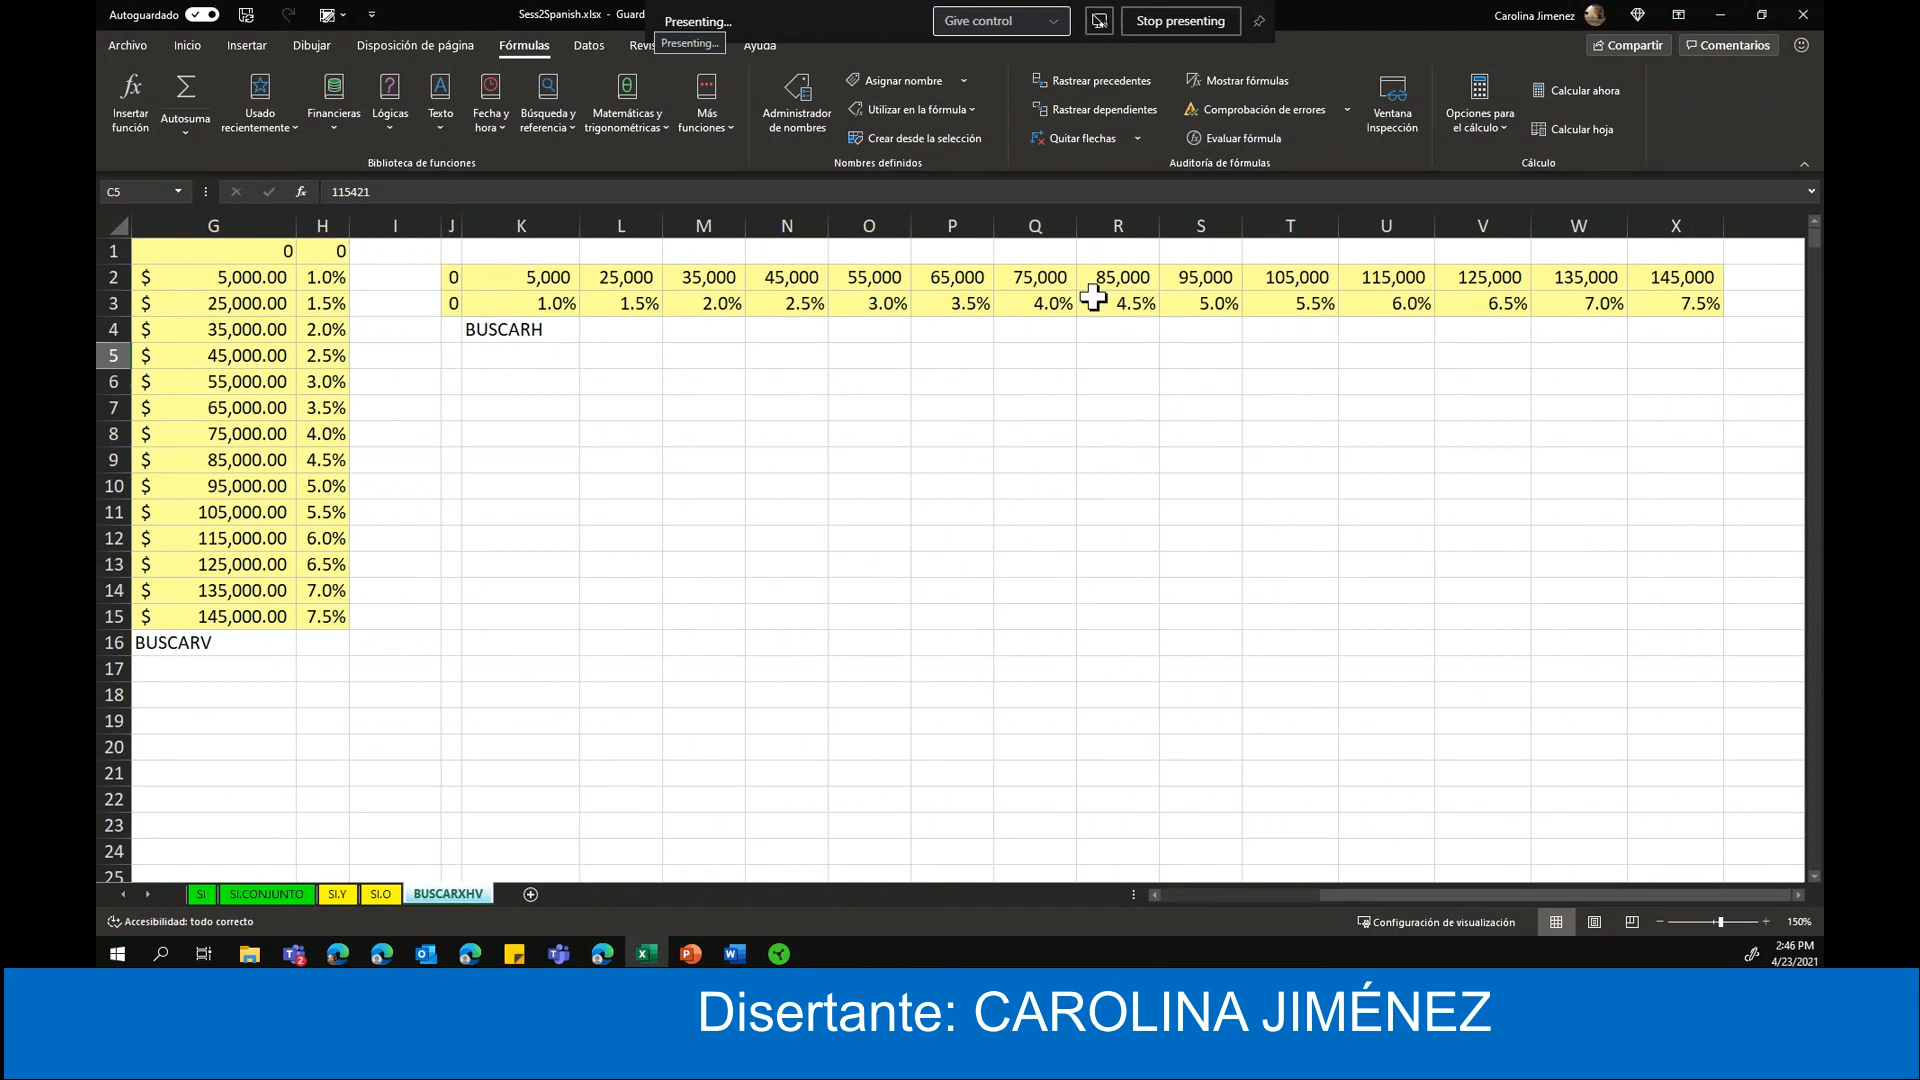 Autoguardado
Sess2Spanish.xlsx - Guard
Presenting...
Give control
Stop presenting
Carolina Jimenez
Presenting...
Archivo Inicio Insertar Dibujar Disposición de página Fórmulas Datos Revis Ayuda
Compartir Comentarios
Insertar función
Autosuma
Usado recientemente
Financieras
Lógicas
Texto
Fecha y hora
Búsqueda y referencia
Matemáticas y trigonométricas
Más funciones
Biblioteca de funciones
Administrador de nombres
Asignar nombre
Utilizar en la fórmula
Crear desde la selección
Nombres definidos
Rastrear precedentes
Rastrear dependientes
Quitar flechas
Mostrar fórmulas
Comprobación de errores
Evaluar fórmula
Auditoría de fórmulas
Ventana Inspección
Opciones para el cálculo
Calcular ahora
Calcular hoja
Cálculo
C5 fx 115421
G H I J K L M N O P Q R S T U V W X
1 0 0
2 $ 5,000.00 1.0% 0 5,000 25,000 35,000 45,000 55,000 65,000 75,000 85,000 95,000 105,000 115,000 125,000 135,000 145,000
3 $ 25,000.00 1.5% 0 1.0% 1.5% 2.0% 2.5% 3.0% 3.5% 4.0% 4.5% 5.0% 5.5% 6.0% 6.5% 7.0% 7.5%
4 $ 35,000.00 2.0% BUSCARH
5 $ 45,000.00 2.5%
6 $ 55,000.00 3.0%
7 $ 65,000.00 3.5%
8 $ 75,000.00 4.0%
9 $ 85,000.00 4.5%
10 $ 95,000.00 5.0%
11 $ 105,000.00 5.5%
12 $ 115,000.00 6.0%
13 $ 125,000.00 6.5%
14 $ 135,000.00 7.0%
15 $ 145,000.00 7.5%
16 BUSCARV
17
18
19
20
21
22
23
24
25
SI SI.CONJUNTO SI.Y SI.O BUSCARXHV
Accesibilidad: todo correcto
Configuración de visualización
150%
2:46 PM
4/23/2021
Disertante: CAROLINA JIMÉNEZ